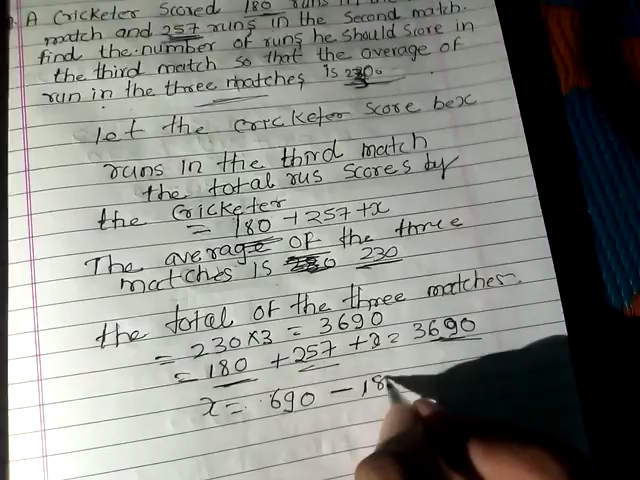 A Cricketer Scored 180 runs in the
match and 257 runs in the Second match.
find the number of runs he should score in
the third match so that the average of
run in the three matches is 230.
let the cricketer score be x
runs in the third match
the total rus scores by
the cricketer
= 180 + 257 + x
The average OF the three
matches is 230
the total of the three matches.
= 230 x 3 = 3690
= 180 + 257 + x = 3690
x = 690 - 18